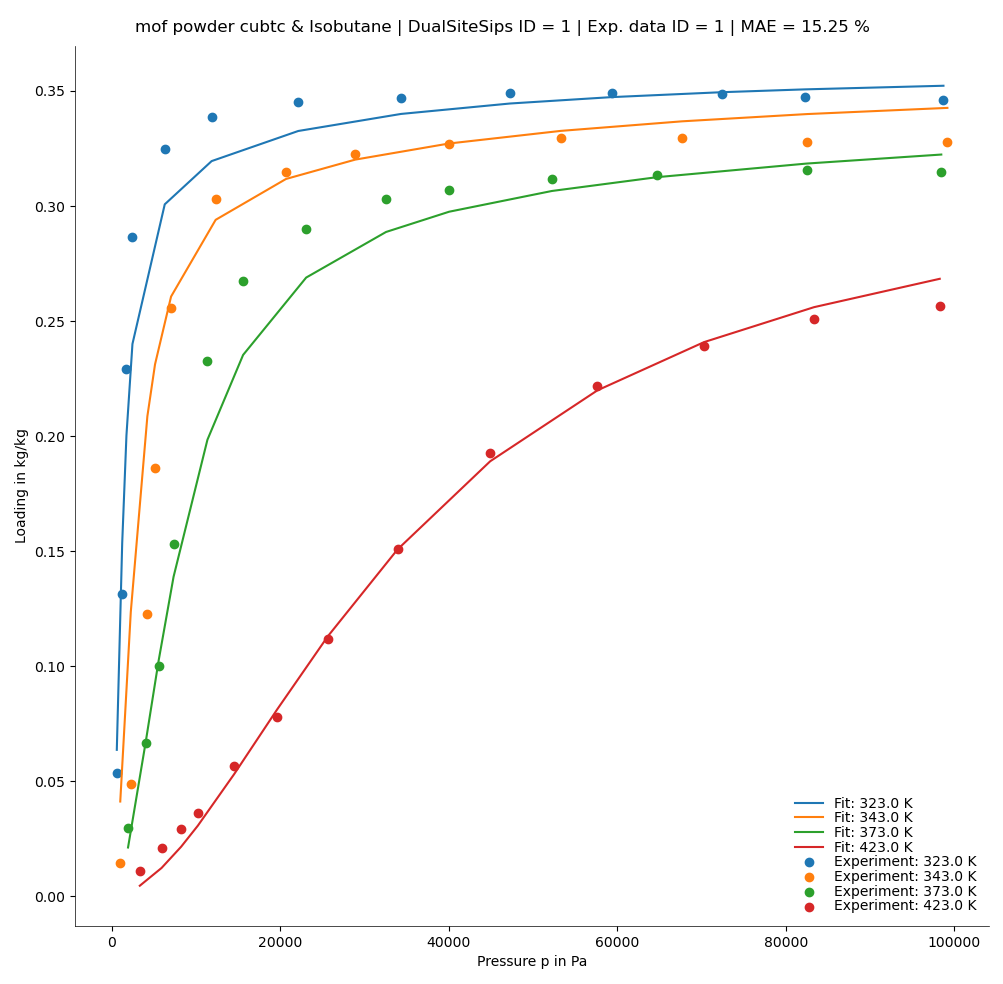 mof powder cubtc & Isobutane | DualSiteSips ID = 1 | Exp. data ID = 1 | MAE = 15.25 %
0.35
0.30
0.25
0.20
0.15
0.10
0.05
0.00
Loading in kg/kg
Fit: 323.0 K
Fit: 343.0 K
Fit: 373.0 K
Fit: 423.0 K
Experiment: 323.0 K
Experiment: 343.0 K
Experiment: 373.0 K
Experiment: 423.0 K
0 20000 40000 60000 80000 100000
Pressure p in Pa